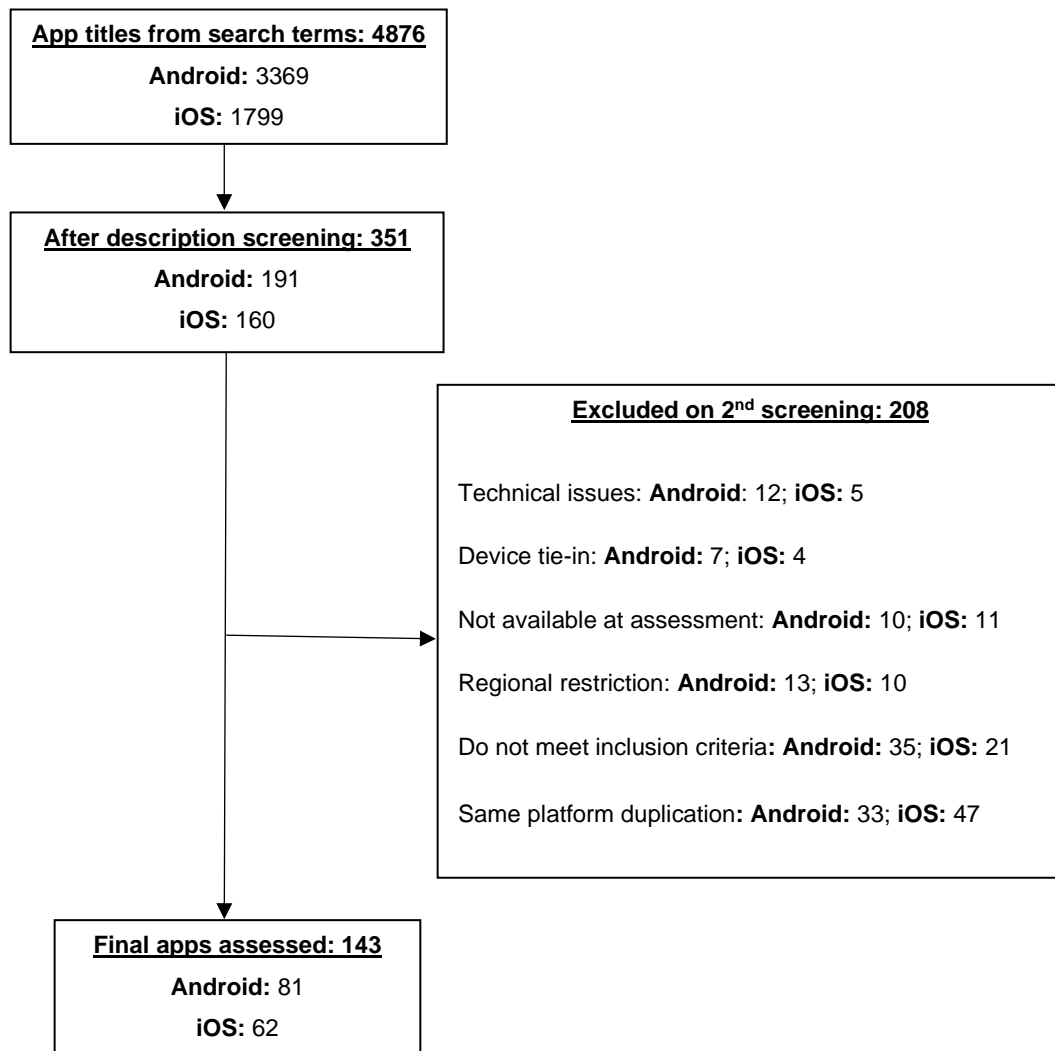 App titles from search terms: 4876
Android: 3369
iOS: 1799
After description screening: 351
Android: 191
iOS: 160
Excluded on 2nd screening: 208
Technical issues: Android: 12; iOS: 5
Device tie-in: Android: 7; iOS: 4
Not available at assessment: Android: 10; iOS: 11
Regional restriction: Android: 13; iOS: 10
Do not meet inclusion criteria: Android: 35; iOS: 21
Same platform duplication: Android: 33; iOS: 47
Final apps assessed: 143
Android: 81
iOS: 62